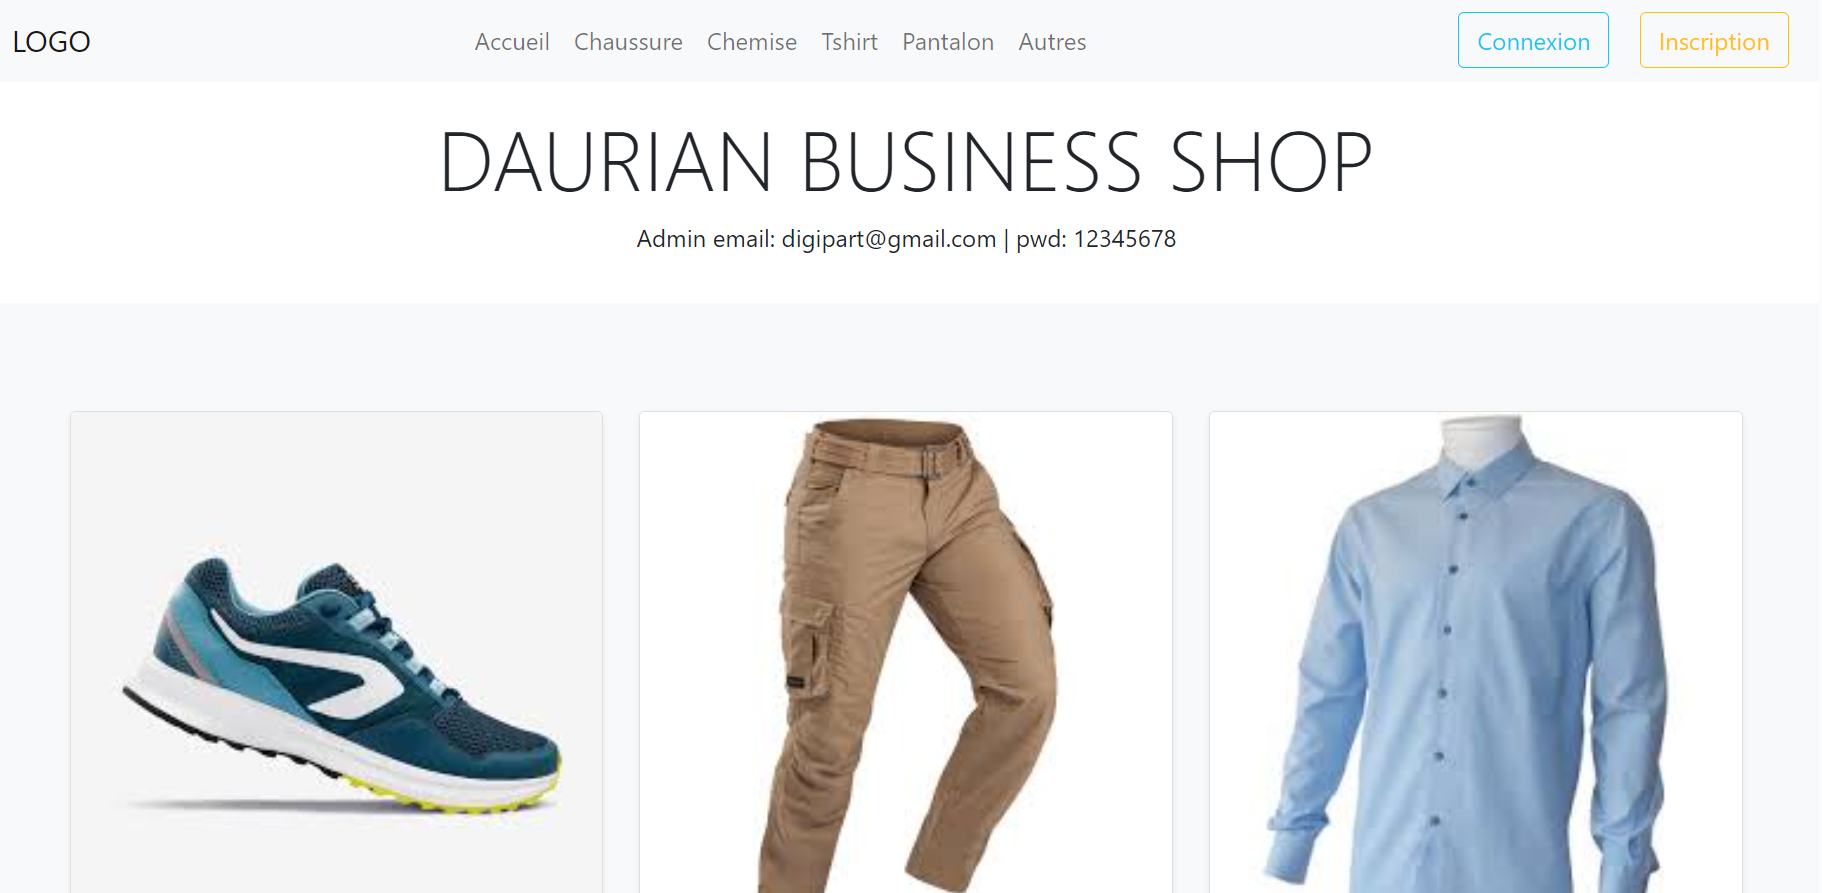 LOGO
Accueil Chaussure Chemise Tshirt Pantalon Autres
Connexion Inscription
DAURIAN BUSINESS SHOP
Admin email: digipart@gmail.com | pwd: 12345678